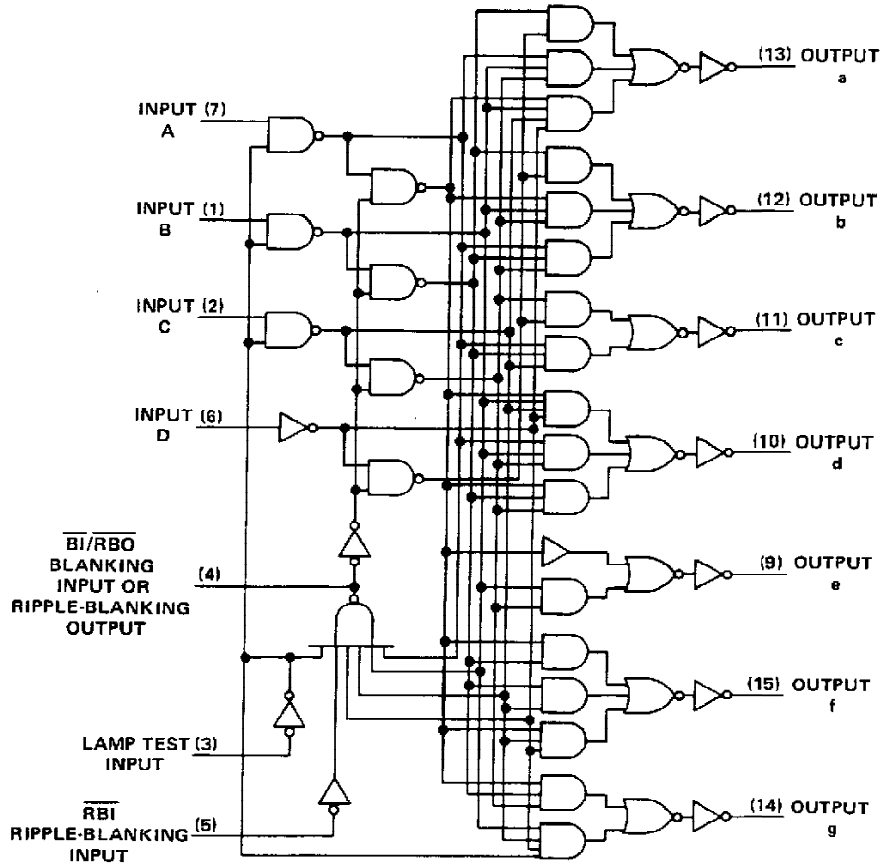 (13) OUTPUT
a
INPUT (7)
A
INPUT (1)
B
(12) OUTPUT
b
INPUT (2)
C
(11) OUTPUT
c
INPUT (6)
D
(10) OUTPUT
d
BI/RBO
BLANKING
INPUT OR (4)
RIPPLE-BLANKING
OUTPUT
(9) OUTPUT
e
(15) OUTPUT
f
LAMP TEST (3)
INPUT
RBI
RIPPLE-BLANKING (5)
INPUT
(14) OUTPUT
g